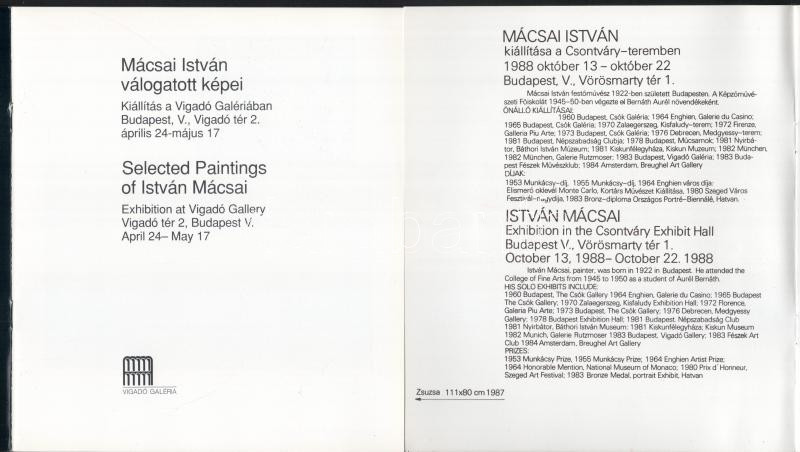 Mácsai István
válogatott képei
Kiállítás a Vigadó Galériában
Budapest, V., Vigadó tér 2.
április 24-május 17
Selected Paintings
of István Mácsai
Exhibition at Vigadó Gallery
Vigadó tér 2, Budapest V.
April 24– May 17
VIGADÓ GALÉRIA
MÁCSAI ISTVÁN
kiállítása a Csontváry–teremben
1988 október 13 – október 22
Budapest, V., Vörösmarty tér 1.
Mácsai István festőművész 1922-ben született Budapesten. A Képzőművé-
szeti Főiskolát 1945–50-ben végezte el Bernáth Aurél növendékeként.
ÖNÁLLÓ KIÁLLÍTÁSAI:
1960 Budapest, Csók Galéria; 1964 Enghien, Galerie du Casino;
1965 Budapest, Csók Galéria; 1970 Zalaegerszeg, Kisfaludy–terem; 1972 Firenze,
Galleria Piu Arte; 1973 Budapest, Csók Galéria; 1976 Debrecen, Medgyessy–terem;
1981 Budapest, Népszabadság Clubja; 1978 Budapest, Műcsarnok; 1981 Nyírbá-
tor, Báthori István Múzeum; 1981 Kiskunfélegyháza, Kiskun Muzeum; 1982 München,
1982 München, Galerie Rutzmoser; 1983 Budapest, Vigadó Galéria; 1983 Buda-
pest Fészek Művészklub; 1984 Amsterdam, Breughel Art Gallery
DÍJAK:
1953 Munkácsy–díj, 1955 Munkácsy–díj, 1964 Enghien város díja:
Elismerő oklevél Monte Carlo, Kortárs Művészet Kiállítása, 1980 Szeged Város
Fesztivál–nagydíja, 1983 Bronz–diploma Országos Portré–Biennálé, Hatvan.
ISTVÁN MÁCSAI
Exhibition in the Csontváry Exhibit Hall
Budapest V., Vörösmarty tér 1.
October 13, 1988– October 22. 1988
István Mácsai, painter, was born in 1922 in Budapest. He attended the
College of Fine Arts from 1945 to 1950 as a student of Aurél Bernáth.
HIS SOLO EXHIBITS INCLUDE:
1960 Budapest, The Csók Gallery 1964 Enghien, Galerie du Casino; 1965 Budapest
The Csók Gallery; 1970 Zalaegerszeg, Kisfaludy Exhibition Hall; 1972 Florence,
Galeria Piu Arte; 1973 Budapest, The Csók Gallery; 1976 Debrecen, Medgyessy
Gallery; 1978 Budapest Exhibition Hall; 1981 Budapest, Népszabadság Club
1981 Nyírbátor, Báthori István Museum: 1981 Kiskunfélegyháza; Kiskun Museum
1982 Munich, Galerie Rutzmoser 1983 Budapest, Vigadó Gallery; 1983 Fészek Art
Club 1984 Amsterdam, Breughel Art Gallery
PRIZES:
1953 Munkácsy Prize, 1955 Munkácsy Prize; 1964 Enghien Artist Prize;
1964 Honorable Mention, National Museum of Monaco; 1980 Prix d' Honneur,
Szeged Art Festival; 1983 Bronze Medal, portrait Exhibit, Hatvan
Zsuzsa 111x80 cm 1987